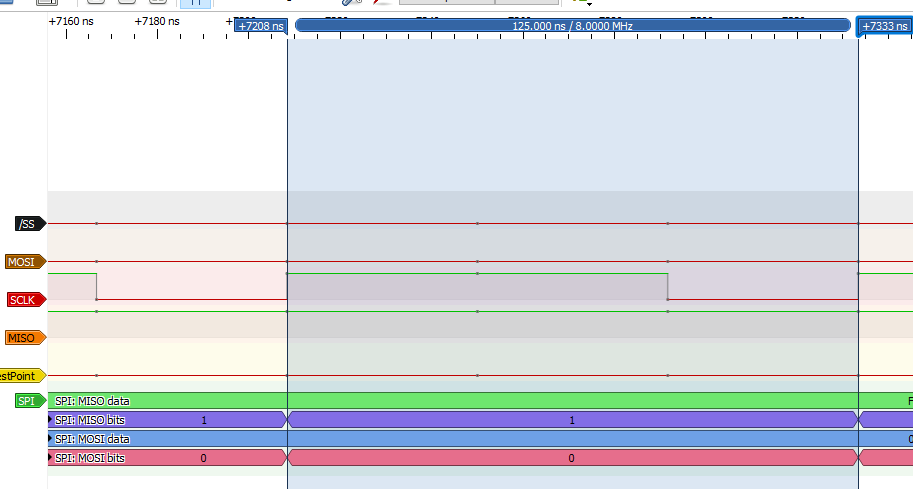 +7160 ns +7180 ns +7208 ns 125.000 ns / 8.0000 MHz +7333 ns
/SS
MOSI
SCLK
MISO
estPoint
SPI SPI: MISO data F
SPI: MISO bits 1 1
SPI: MOSI data 0
SPI: MOSI bits 0 0